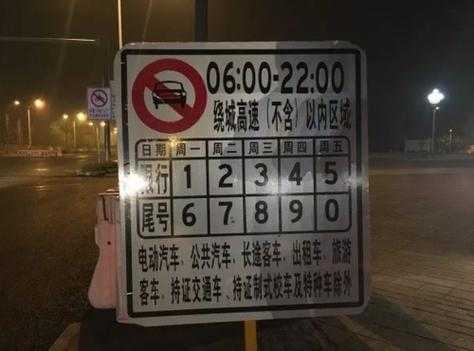 06:00-22:00
绕城高速（不含）以内区域
日期 周一 周二 周三 周四 周五
限行 1 2 3 4 5
尾号 6 7 8 9 0
电动汽车、公共汽车、长途客车、出租车、旅游
客车、持证交通车、持证制式校车及特种车除外